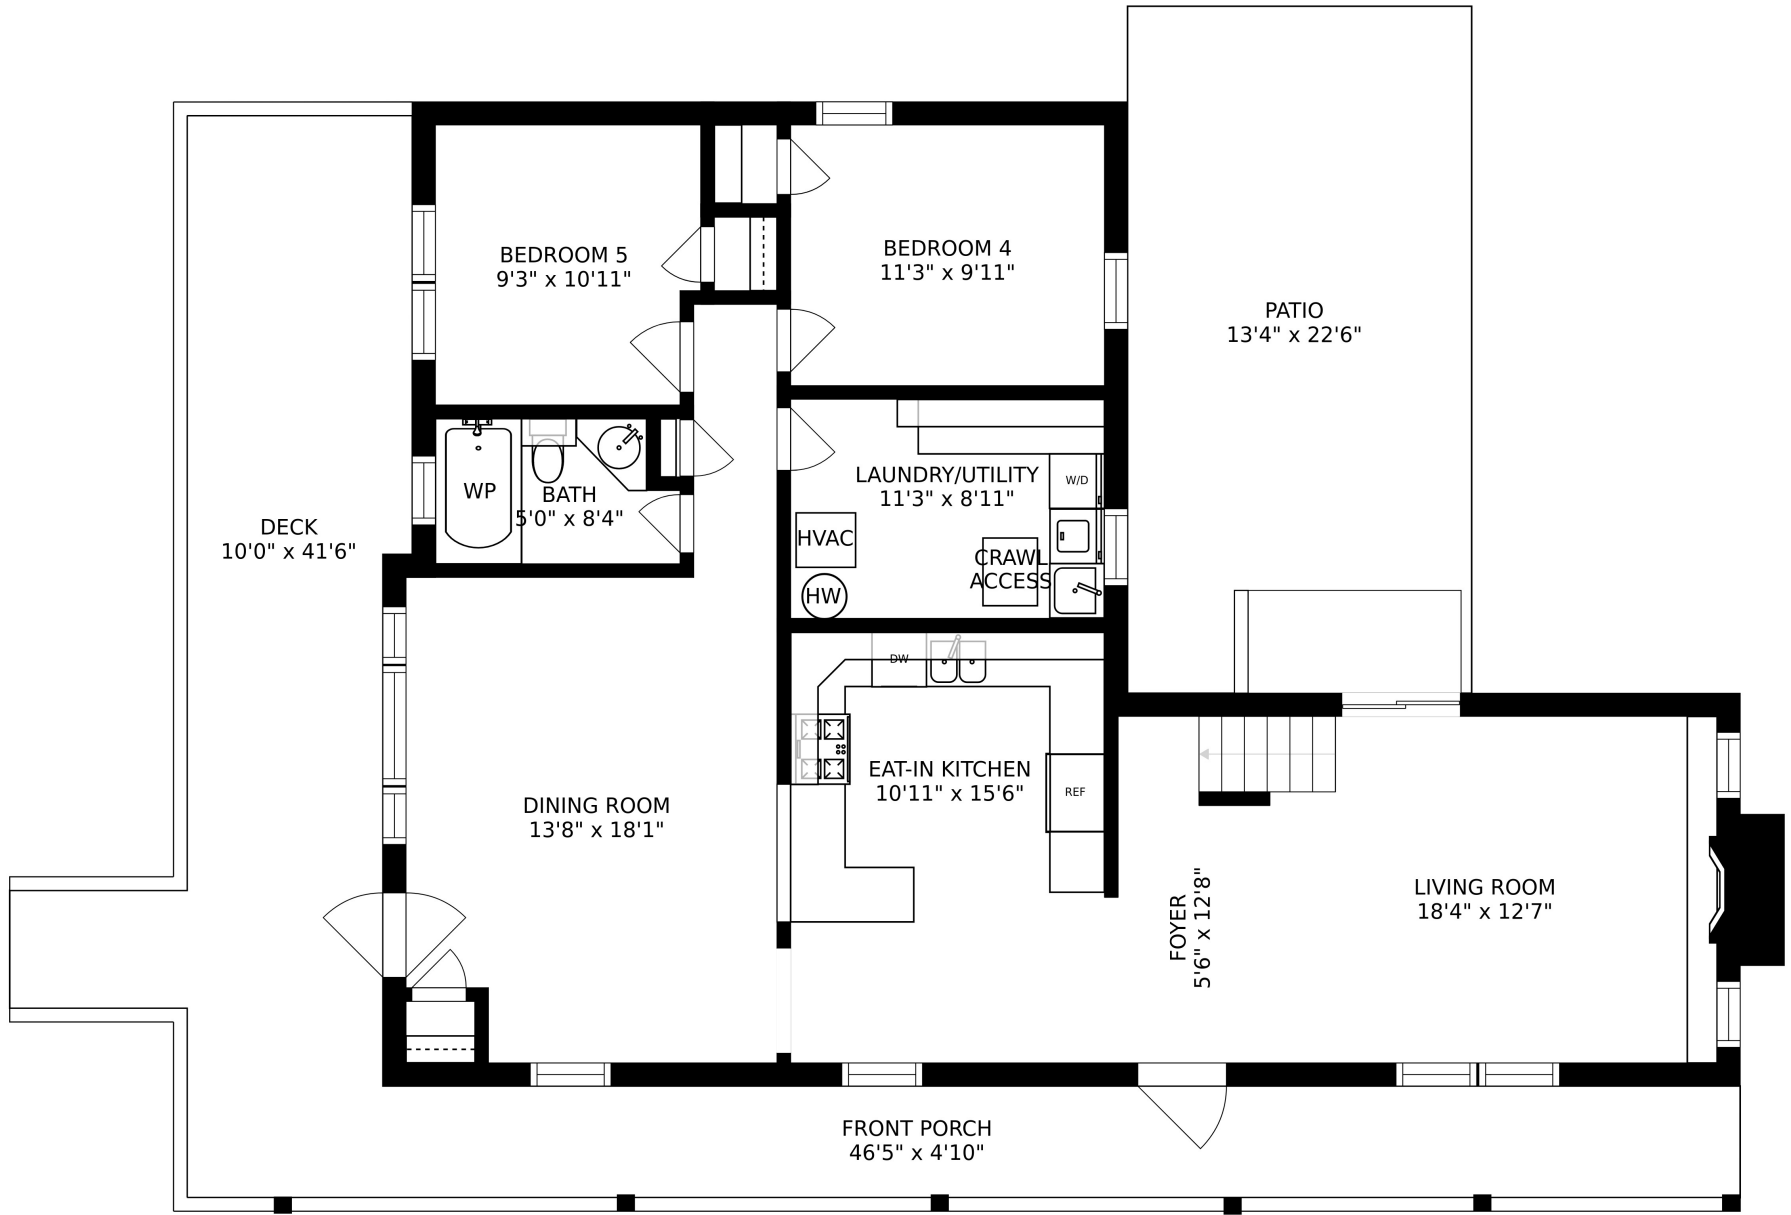 BEDROOM 5
9'3" x 10'11"
BEDROOM 4
11'3" x 9'11"
PATIO
13'4" x 22'6"
DECK
10'0" x 41'6"
WP
BATH
5'0" x 8'4"
LAUNDRY/UTILITY
11'3" x 8'11"
W/D
HVAC
CRAWL
ACCESS
HW
DW
EAT-IN KITCHEN
10'11" x 15'6"
REF
DINING ROOM
13'8" x 18'1"
FOYER
5'6" x 12'8"
LIVING ROOM
18'4" x 12'7"
FRONT PORCH
46'5" x 4'10"